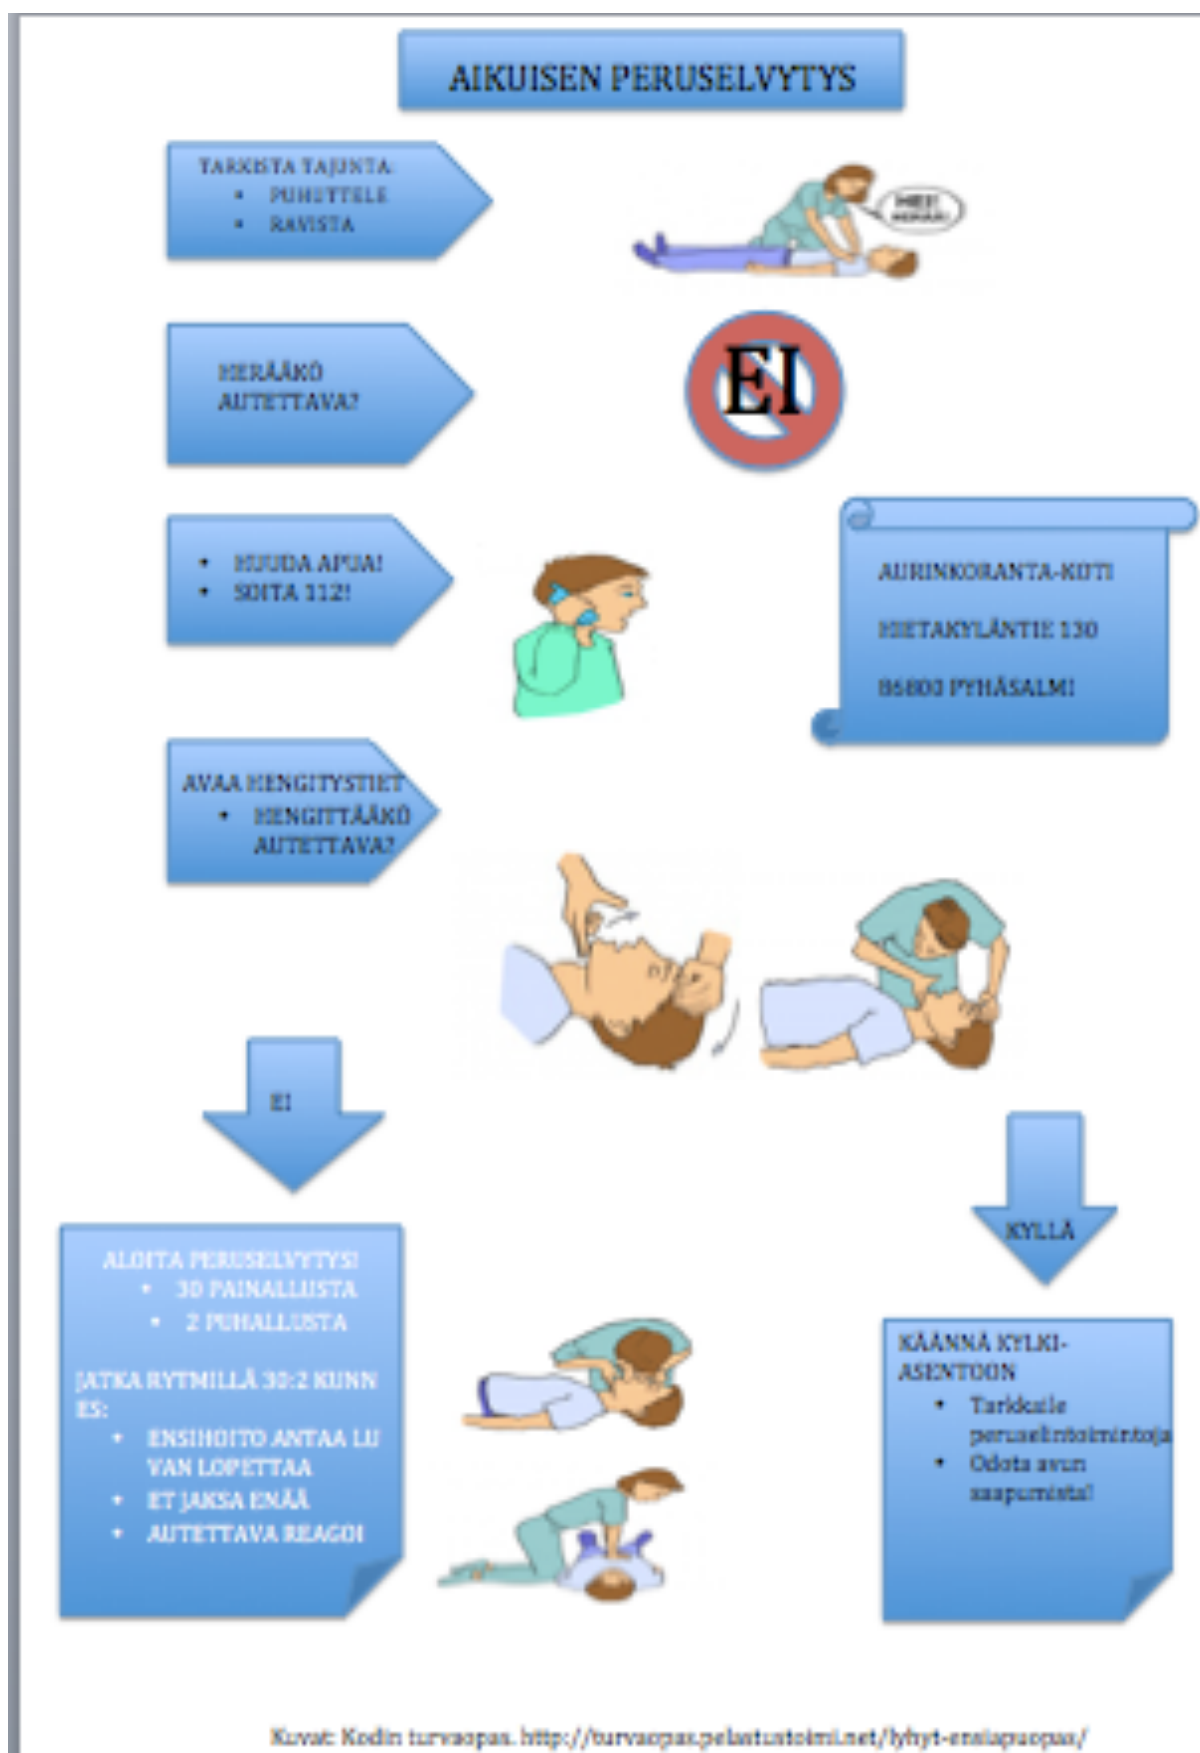 AIKUISEN PERUSELVYTYS
TARKISTA TAJUNTA:
• PUHUTTELE
• RAVISTA
HEI!
HERÄÄKÖ
AUTETTAVA?
EI
• HUUDA APUA!
• SOITA 112!
AURINKORANTA-KOTI
HIETAKYLÄNTIE 130
86800 PYHÄSALMI
AVAA HENGITYSTIET
• HENGITTÄÄKÖ
AUTETTAVA?
EI
KYLLÄ
ALOITA PERUSELVYTYS!
• 30 PAINALLUSTA
• 2 PUHALLUSTA
JATKA RYTMILLÄ 30:2 KUNN
ES:
• ENSIHOITO ANTAA LU
VAN LOPETTAA
• ET JAKSA ENÄÄ
• AUTETTAVA REAGOI
KÄÄNNÄ KYLKI-
ASENTOON
• Tarkkaile
peruselintoimintoja
• Odota avun
saapumista!
Kuvat: Kodin turvaopas. http://turvaopas.pelastustoimi.net/lyhyt-ensiapuopas/